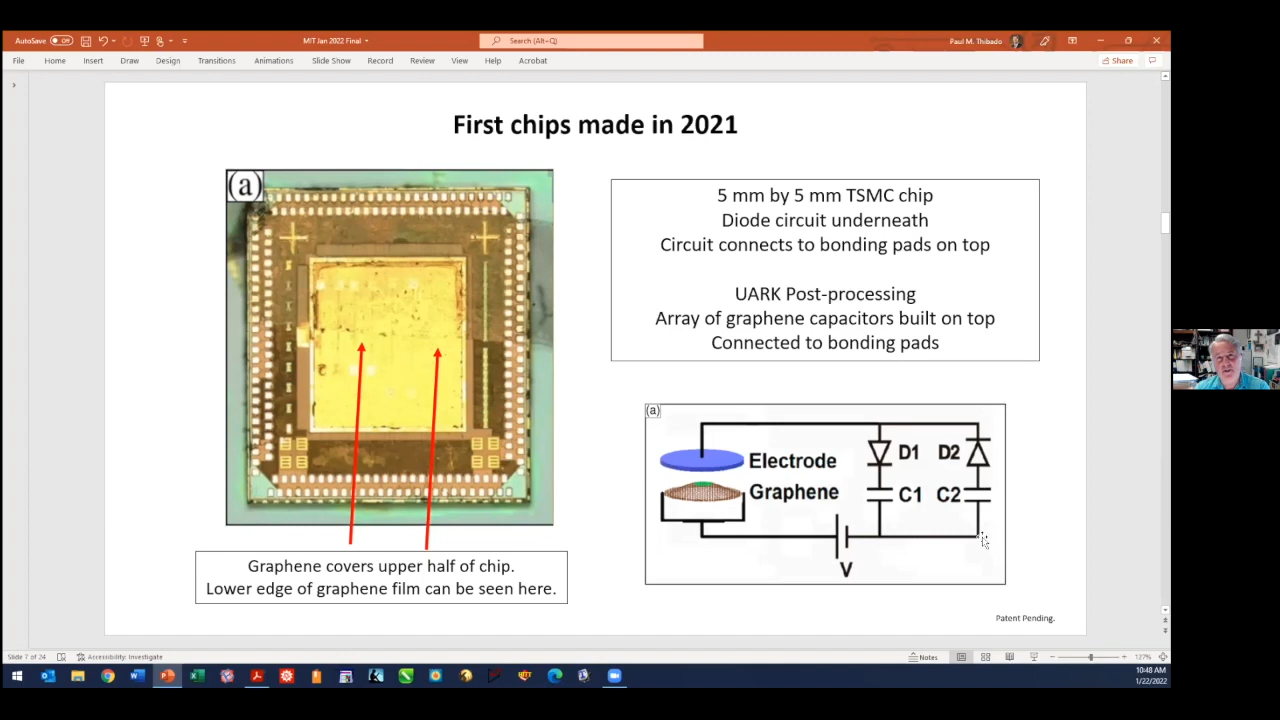 AutoSave
Off
MIT Jan 2022 Final
Search (Alt+Q)
Paul M. Thibado
File Home Insert Draw Design Transitions Animations Slide Show Record Review View Help Acrobat
Share
First chips made in 2021
(a)
5 mm by 5 mm TSMC chip
Diode circuit underneath
Circuit connects to bonding pads on top
UARK Post-processing
Array of graphene capacitors built on top
Connected to bonding pads
(a)
Electrode
Graphene
D1 D2
C1 C2
V
Graphene covers upper half of chip.
Lower edge of graphene film can be seen here.
Patent Pending.
Slide 7 of 24
Accessibility: Investigate
Notes
127%
10:48 AM
1/22/2022